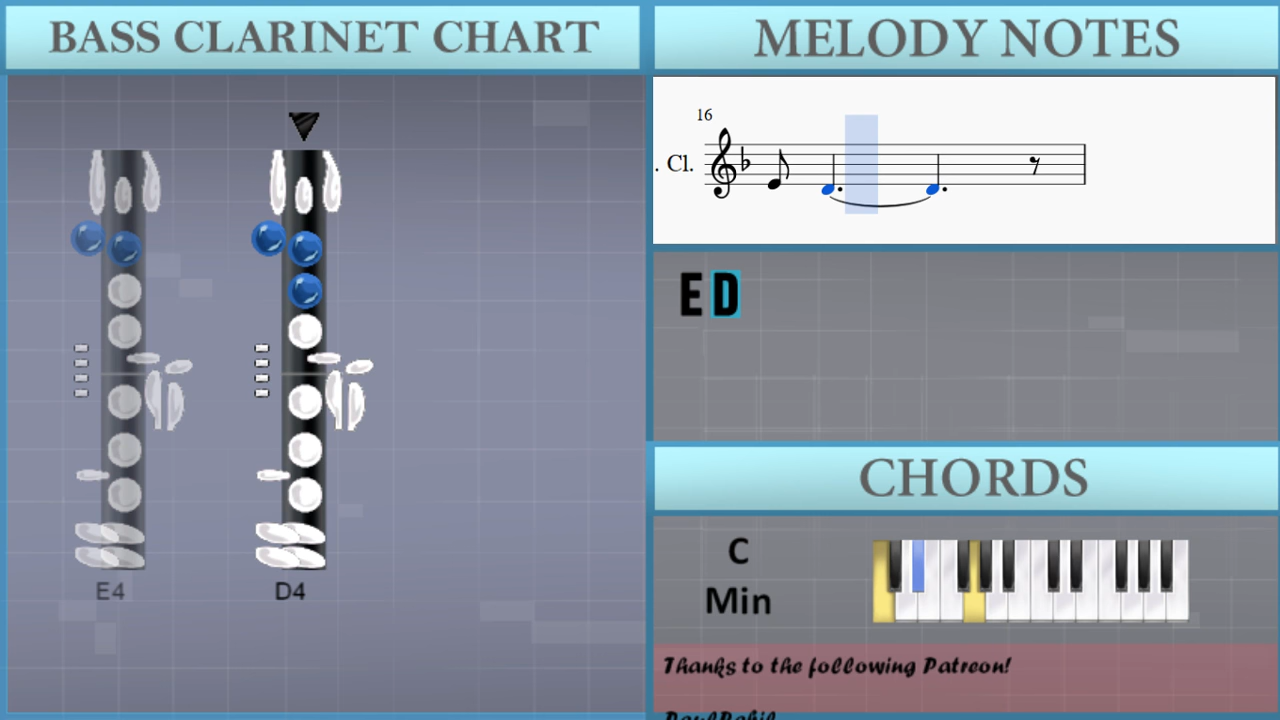 BASS CLARINET CHART
E4
D4
MELODY NOTES
16
. Cl.
E D
CHORDS
C
Min
Thanks to the following Patreon!